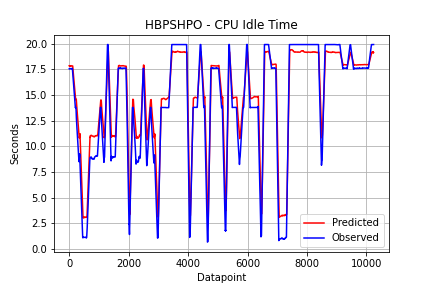 HBPSHPO - CPU Idle Time
20.0
17.5
15.0
12.5
10.0
7.5
5.0
2.5
0.0
Seconds
0 2000 4000 6000 8000 10000
Datapoint
Predicted
Observed